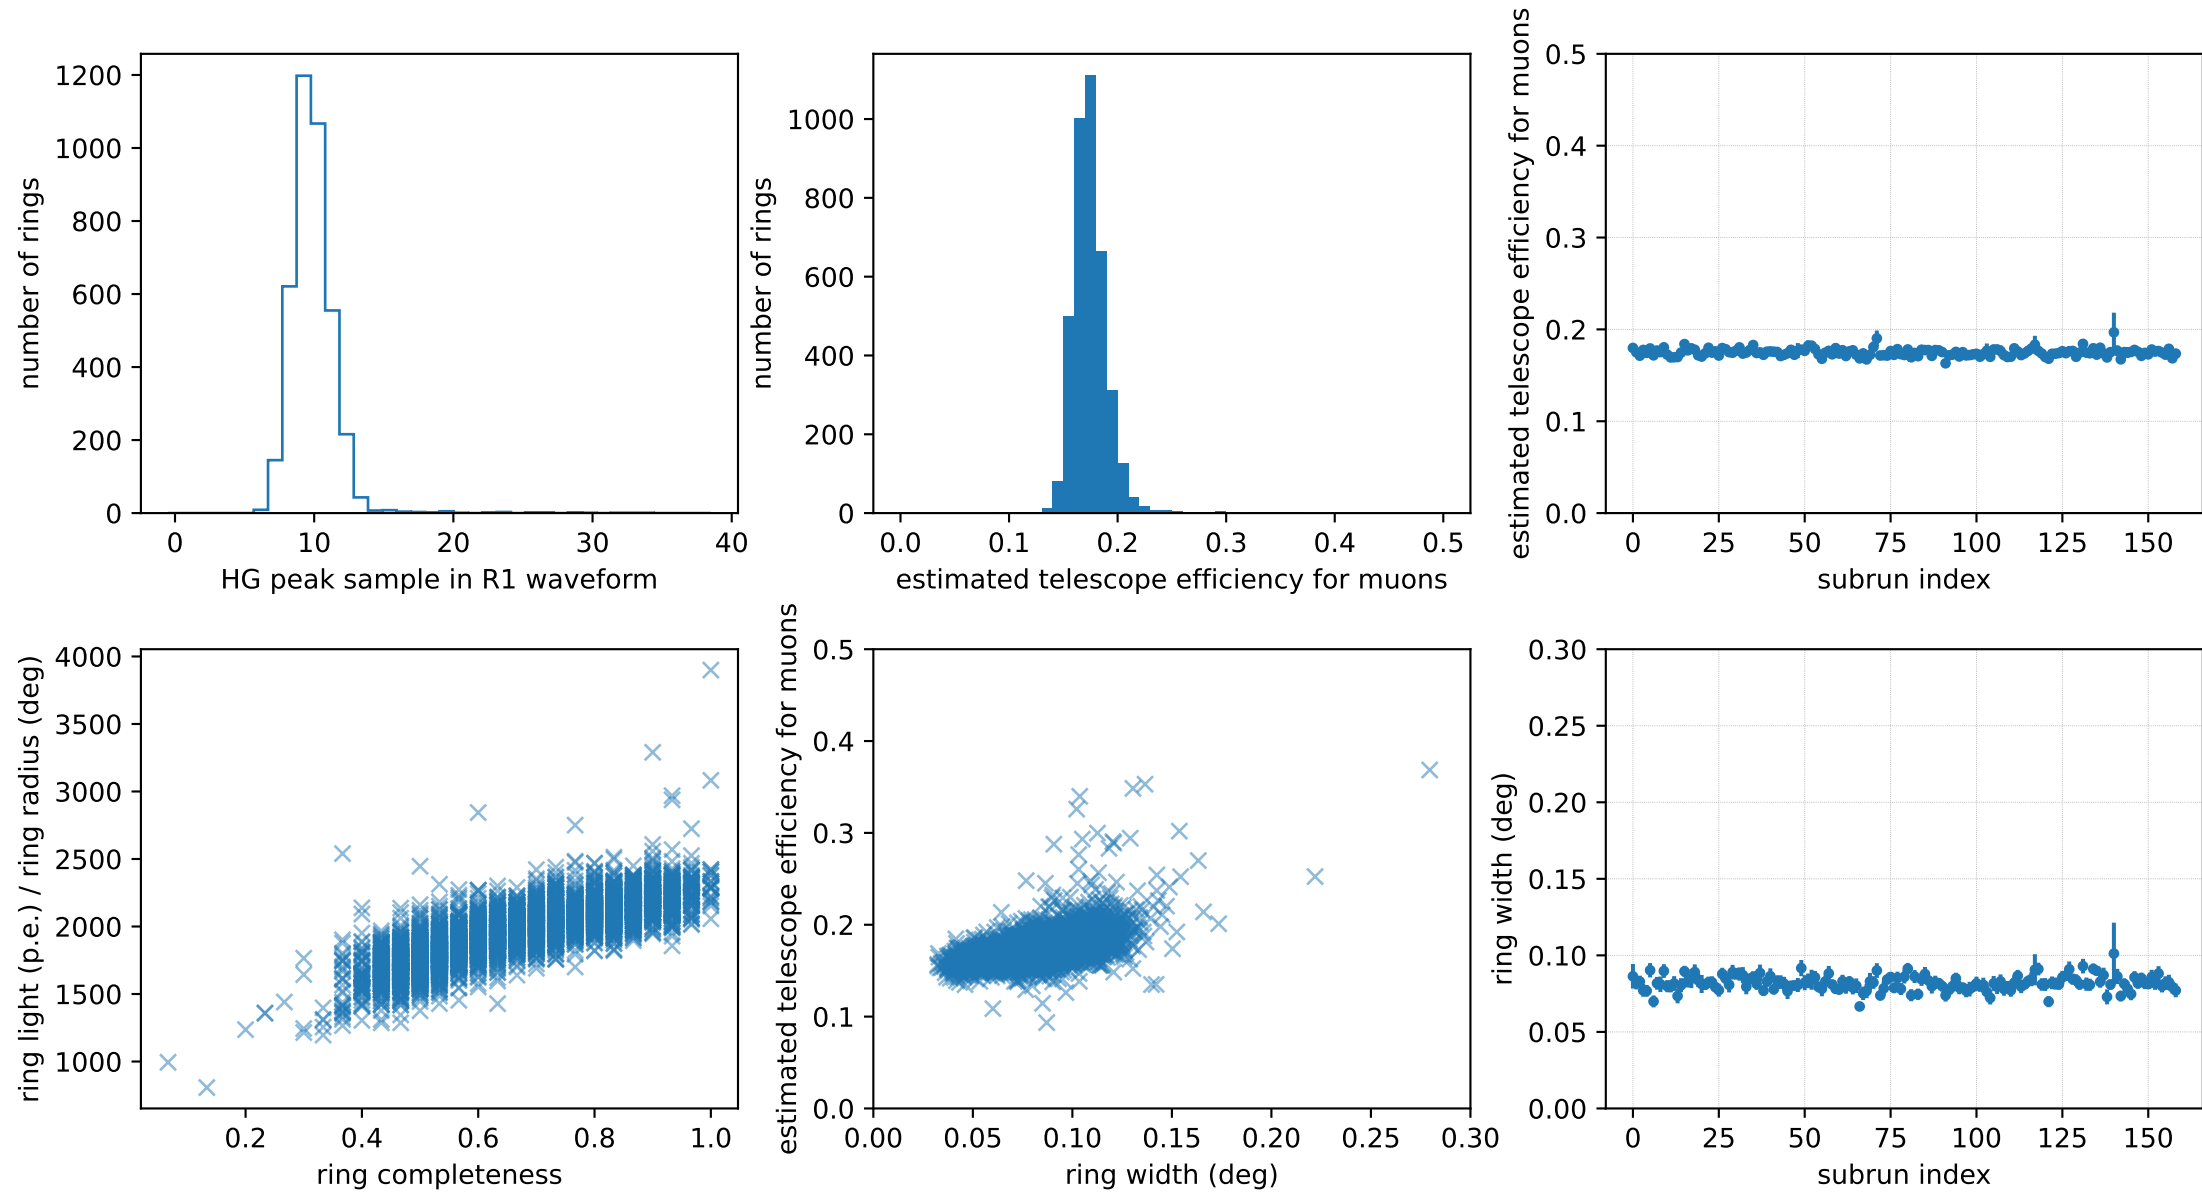 number of rings
1200
1000
800
600
400
200
0
0 10 20 30 40
HG peak sample in R1 waveform
number of rings
1000
800
600
400
200
0
0.0 0.1 0.2 0.3 0.4 0.5
estimated telescope efficiency for muons
estimated telescope efficiency for muons
0.5
0.4
0.3
0.2
0.1
0.0
0 25 50 75 100 125 150
subrun index
ring light (p.e.) / ring radius (deg)
4000
3500
3000
2500
2000
1500
1000
0.2 0.4 0.6 0.8 1.0
ring completeness
estimated telescope efficiency for muons
0.5
0.4
0.3
0.2
0.1
0.0
0.00 0.05 0.10 0.15 0.20 0.25 0.30
ring width (deg)
ring width (deg)
0.30
0.25
0.20
0.15
0.10
0.05
0.00
0 25 50 75 100 125 150
subrun index